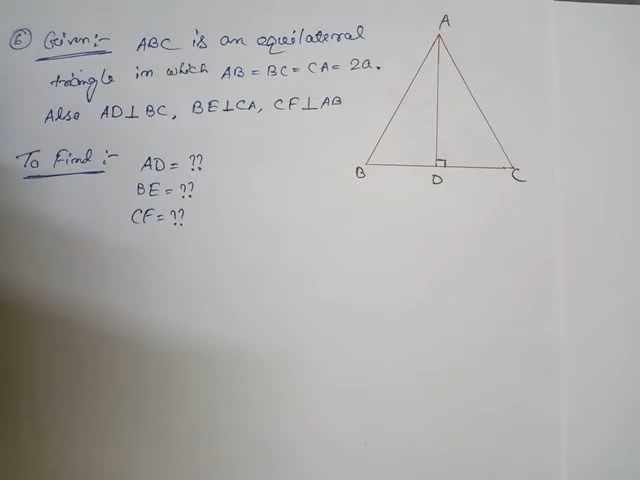 ⑥ Given:- ABC is an equilateral
triangle in which AB = BC = CA = 2a.
Also AD⊥BC, BE⊥CA, CF⊥AB
To Find:- AD = ??
BE = ??
CF = ??
A
B
D
C